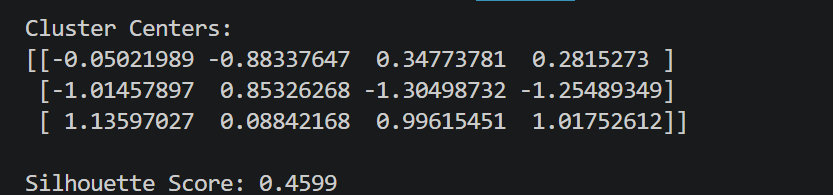 Cluster Centers:
[[-0.05021989 -0.88337647  0.34773781  0.2815273 ]
 [-1.01457897  0.85326268 -1.30498732 -1.25489349]
 [ 1.13597027  0.08842168  0.99615451  1.01752612]]
Silhouette Score: 0.4599